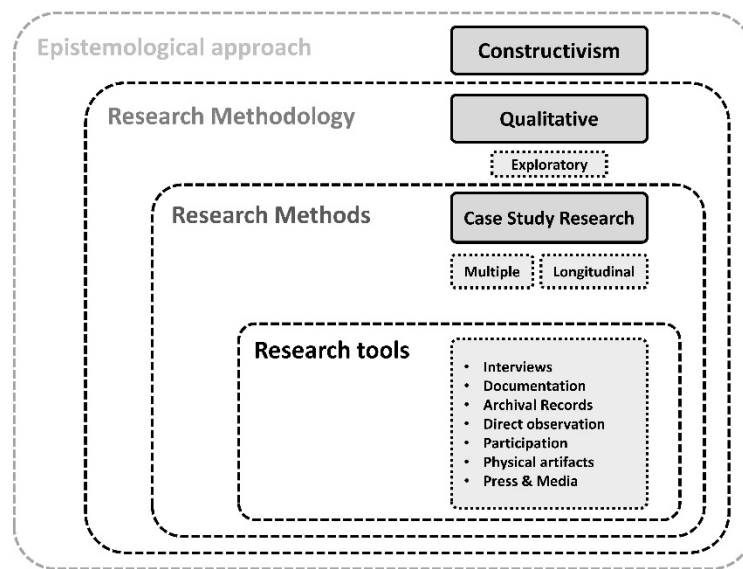 Epistemological approach
Constructivism
Research Methodology
Qualitative
Exploratory
Research Methods
Case Study Research
Multiple
Longitudinal
Research tools
• Interviews
• Documentation
• Archival Records
• Direct observation
• Participation
• Physical artifacts
• Press & Media